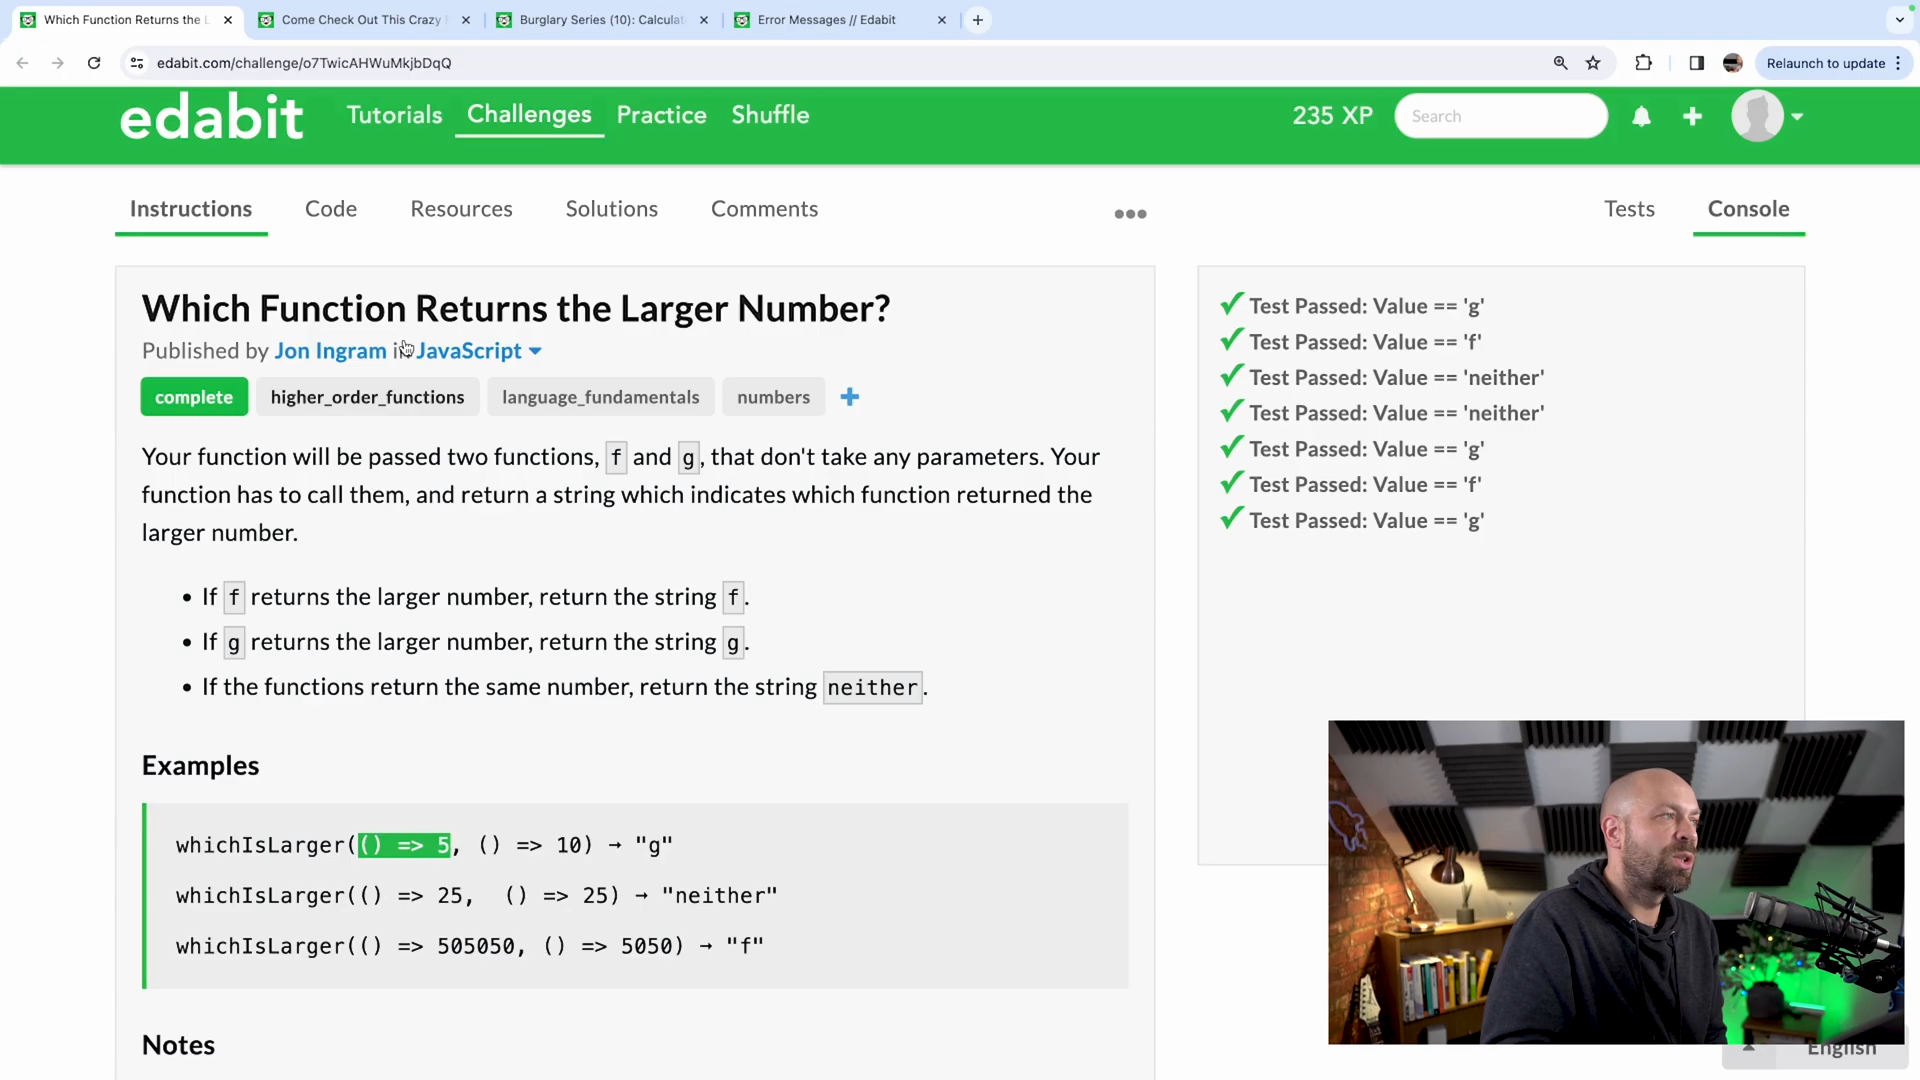 Which Function Returns the L
Come Check Out This Crazy
Burglary Series (10): Calculat
Error Messages // Edabit
edabit.com/challenge/o7TwicAHWuMkjbDqQ
Relaunch to update
edabit
Tutorials
Challenges
Practice
Shuffle
235 XP
Search
Instructions
Code
Resources
Solutions
Comments
Tests
Console
Which Function Returns the Larger Number?
Published by Jon Ingram in JavaScript
complete
higher_order_functions
language_fundamentals
numbers
Your function will be passed two functions, f and g, that don't take any parameters. Your
function has to call them, and return a string which indicates which function returned the
larger number.
• If f returns the larger number, return the string f.
• If g returns the larger number, return the string g.
• If the functions return the same number, return the string neither.
Examples
whichIsLarger(() => 5, () => 10) → "g"
whichIsLarger(() => 25, () => 25) → "neither"
whichIsLarger(() => 505050, () => 5050) → "f"
Notes
Test Passed: Value == 'g'
Test Passed: Value == 'f'
Test Passed: Value == 'neither'
Test Passed: Value == 'neither'
Test Passed: Value == 'g'
Test Passed: Value == 'f'
Test Passed: Value == 'g'
English